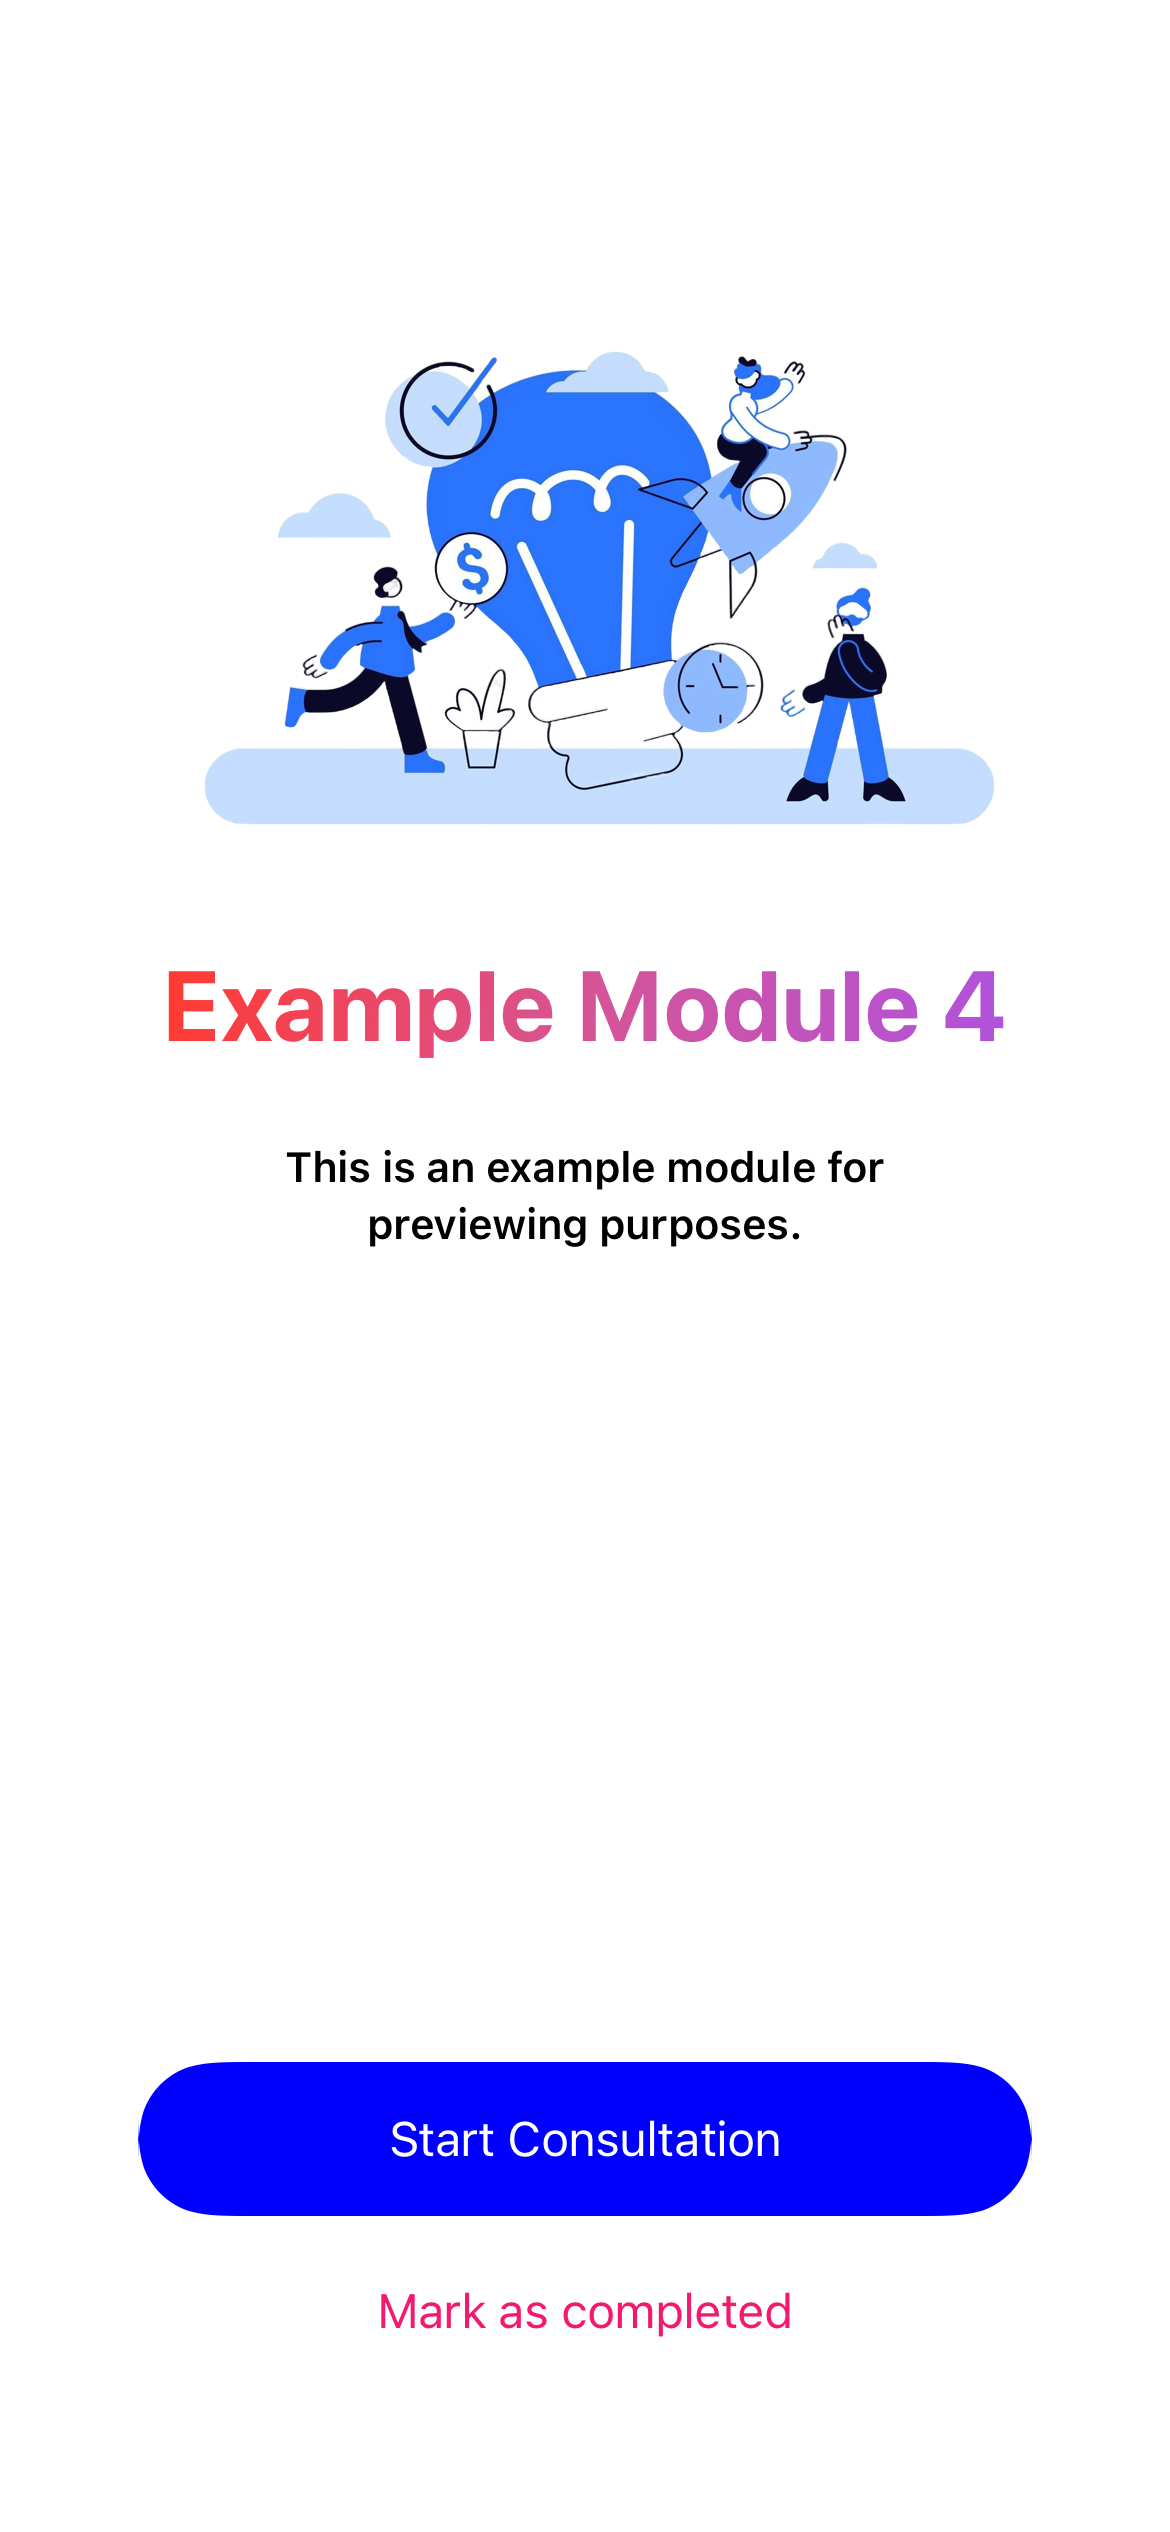 $
Example Module 4
This is an example module for
previewing purposes.
Start Consultation
Mark as completed